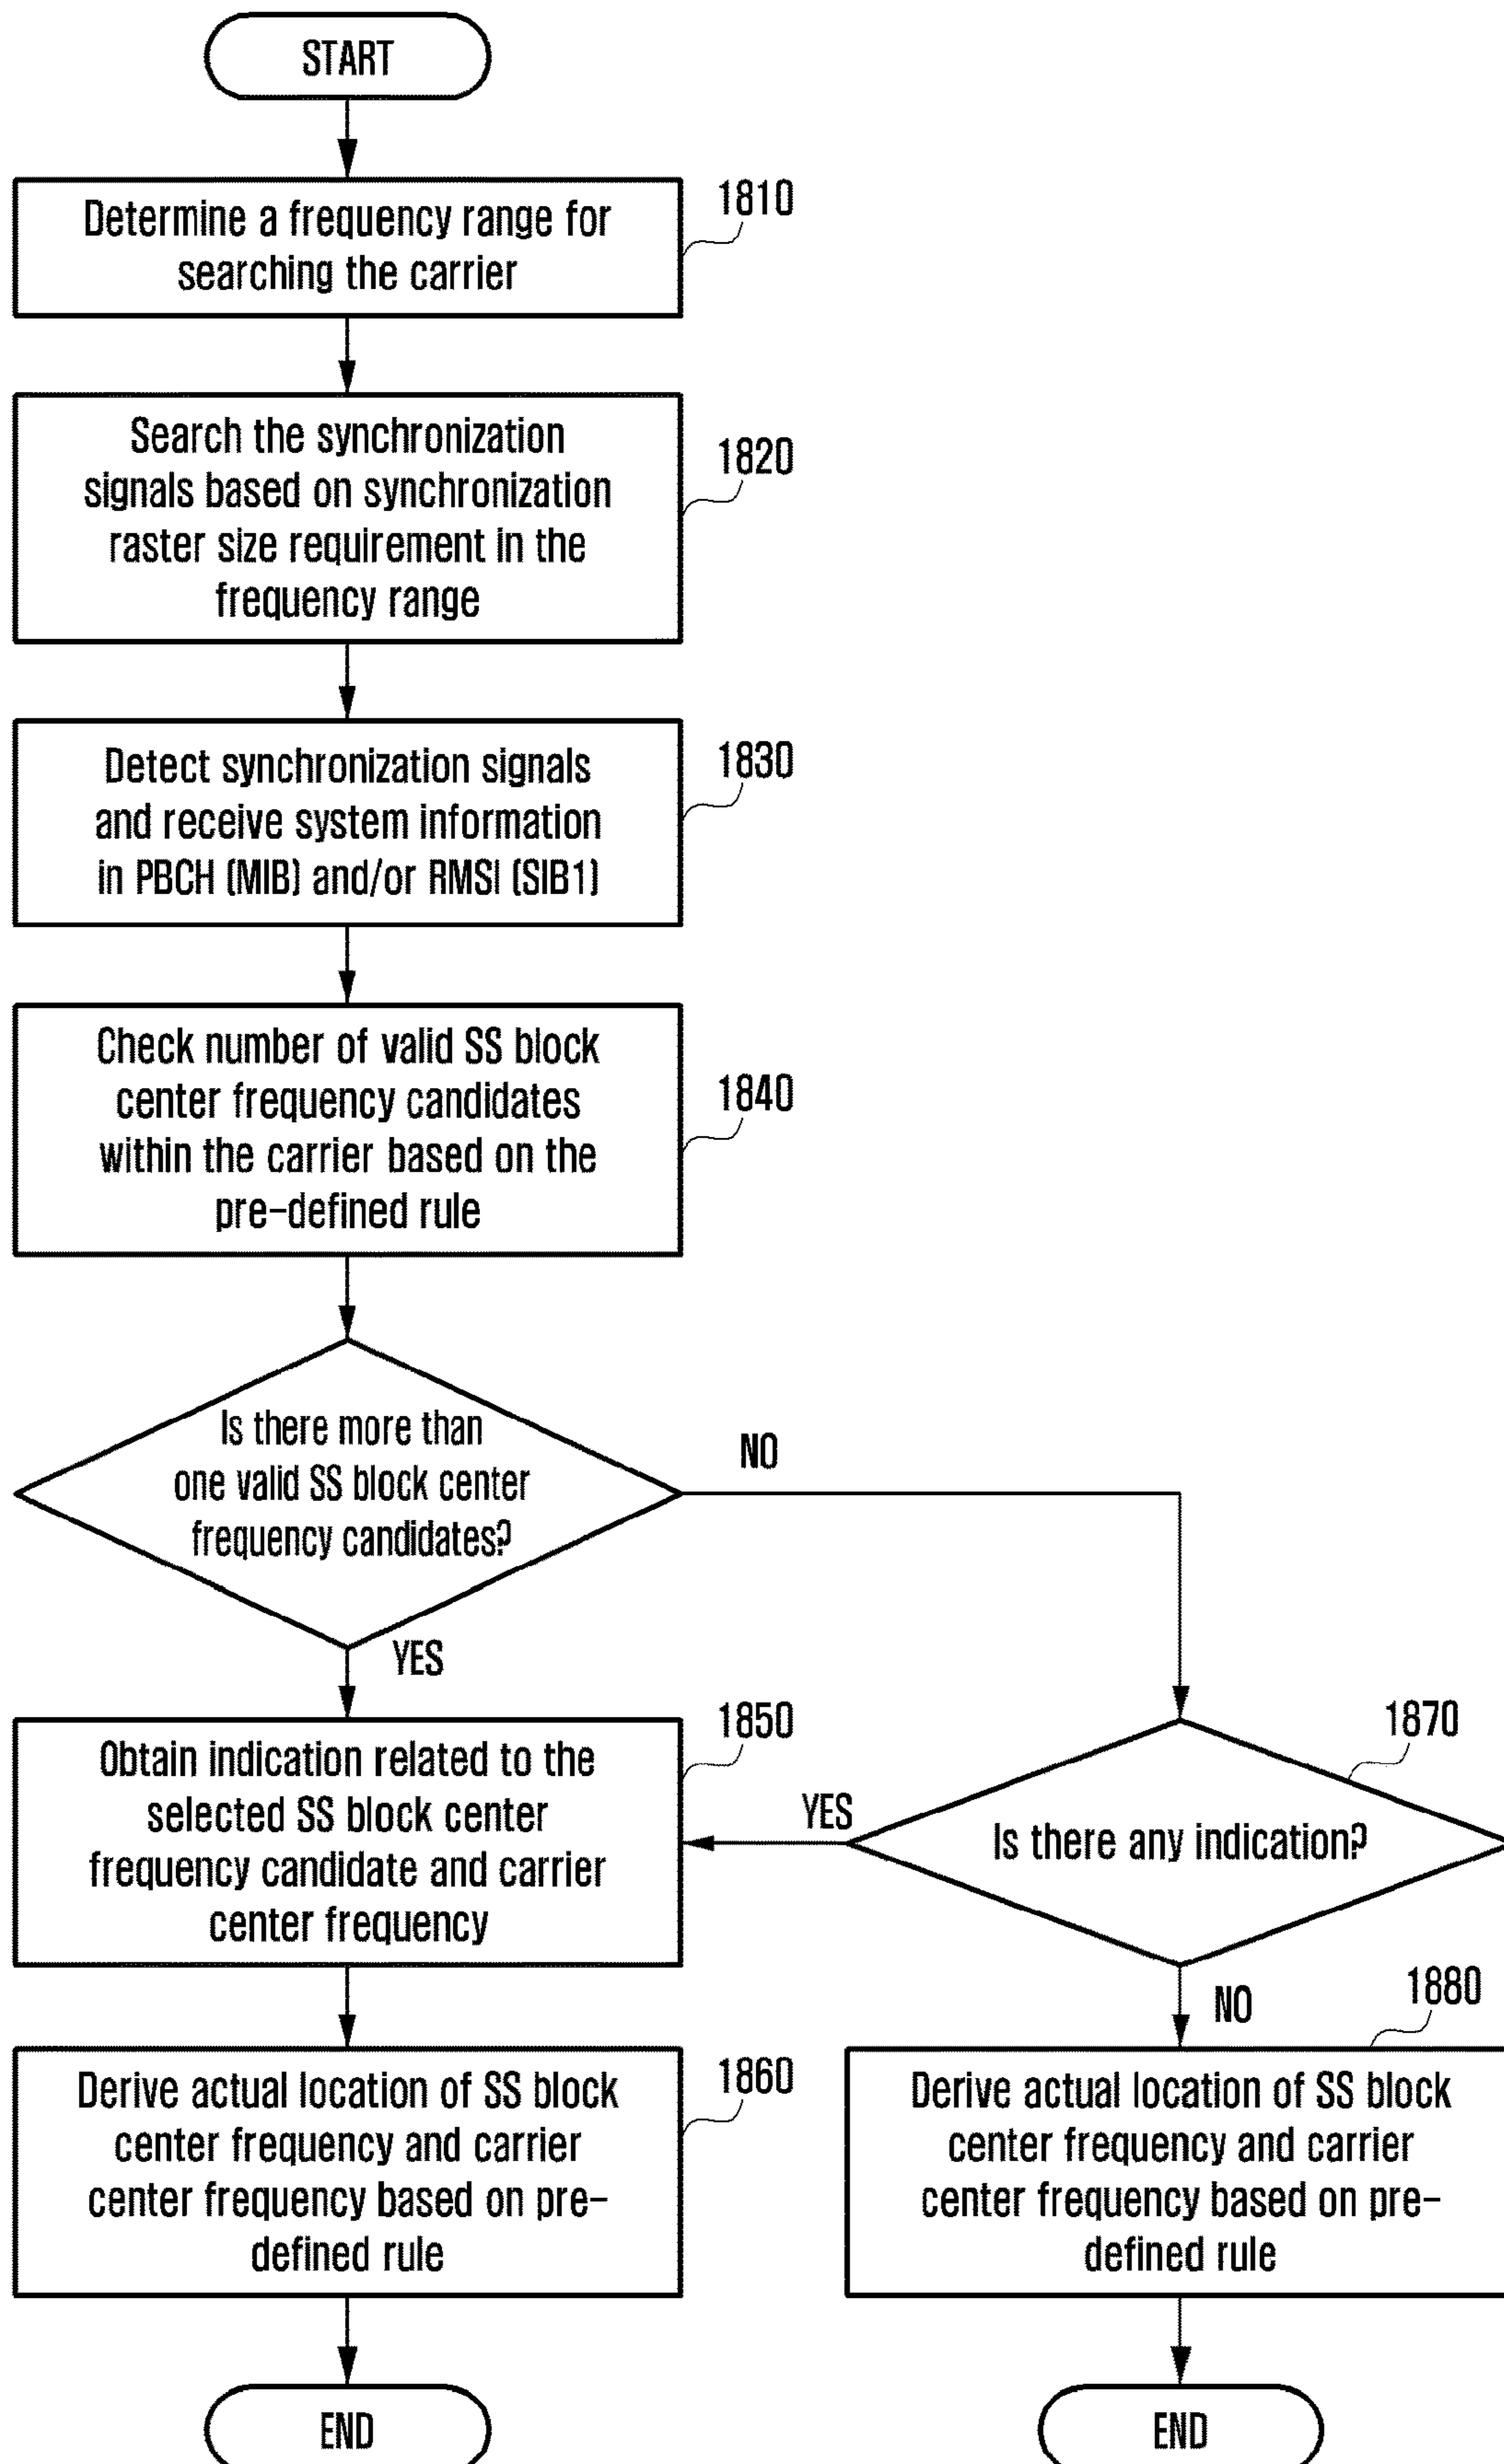 START
Determine a frequency range for
searching the carrier
1810
Search the synchronization
signals based on synchronization
raster size requirement in the
frequency range
1820
Detect synchronization signals
and receive system information
in PBCH (MIB) and/or RMSI (SIB1)
1830
Check number of valid SS block
center frequency candidates
within the carrier based on the
pre-defined rule
1840
Is there more than
one valid SS block center
frequency candidates?
NO
YES
Obtain indication related to the
selected SS block center
frequency candidate and carrier
center frequency
1850
YES
Is there any indication?
1870
NO
Derive actual location of SS block
center frequency and carrier
center frequency based on pre-
defined rule
1860
Derive actual location of SS block
center frequency and carrier
center frequency based on pre-
defined rule
1880
END
END